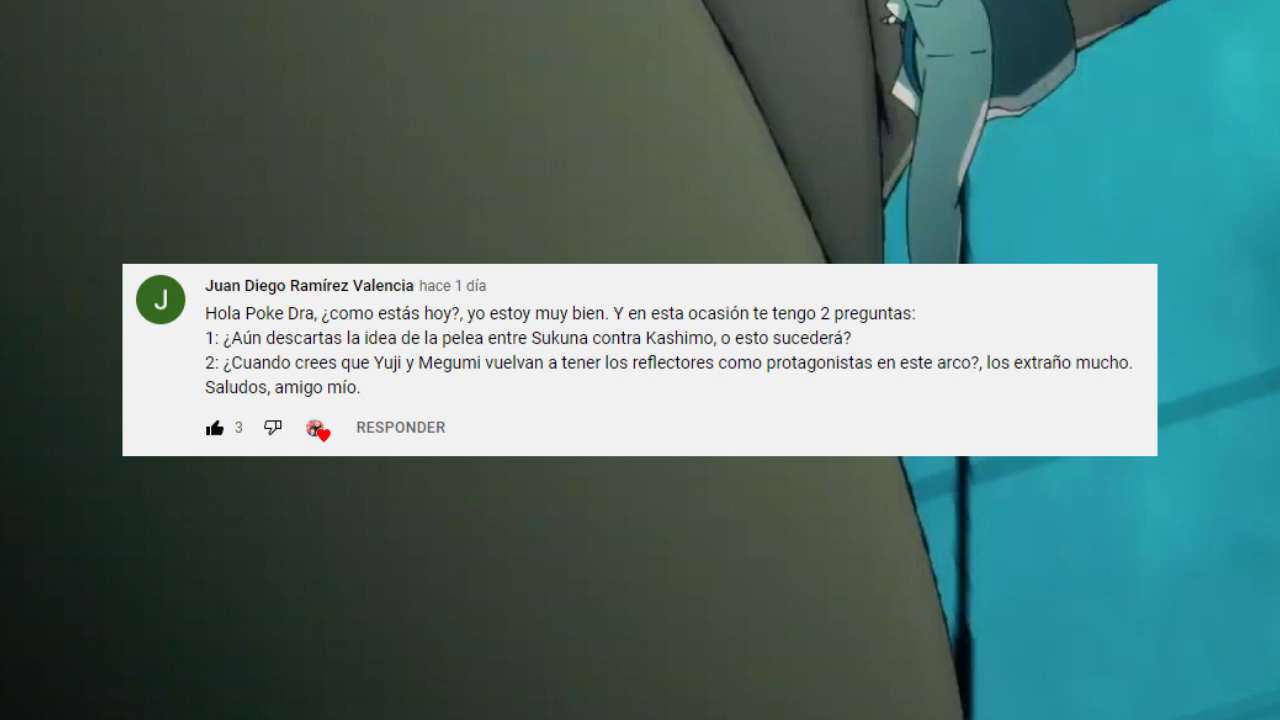 J
Juan Diego Ramírez Valencia hace 1 día
Hola Poke Dra, ¿como estás hoy?, yo estoy muy bien. Y en esta ocasión te tengo 2 preguntas:
1: ¿Aún descartas la idea de la pelea entre Sukuna contra Kashimo, o esto sucederá?
2: ¿Cuando crees que Yuji y Megumi vuelvan a tener los reflectores como protagonistas en este arco?, los extraño mucho.
Saludos, amigo mío.
3 RESPONDER